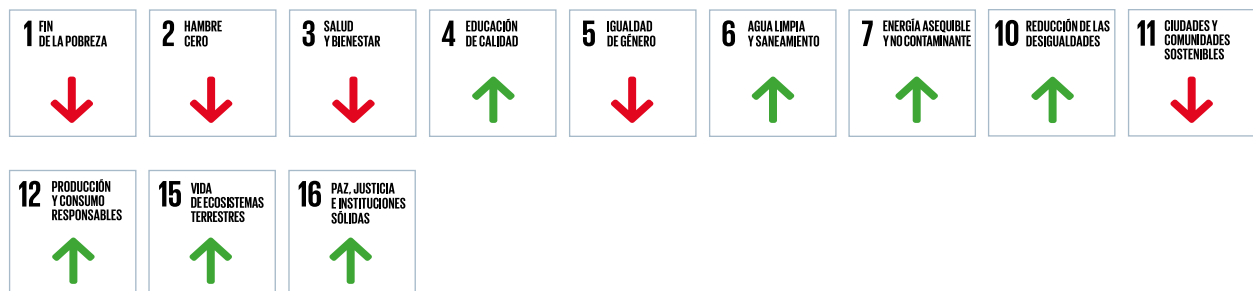 1 FIN
DE LA POBREZA
2 HAMBRE
CERO
3 SALUD
Y BIENESTAR
4 EDUCACIÓN
DE CALIDAD
5 IGUALDAD
DE GÉNERO
6 AGUA LIMPIA
Y SANEAMIENTO
7 ENERGÍA ASEQUIBLE
Y NO CONTAMINANTE
10 REDUCCIÓN DE LAS
DESIGUALDADES
11 CIUDADES Y
COMUNIDADES
SOSTENIBLES
12 PRODUCCIÓN
Y CONSUMO
RESPONSABLES
15 VIDA
DE ECOSISTEMAS
TERRESTRES
16 PAZ, JUSTICIA
E INSTITUCIONES
SÓLIDAS